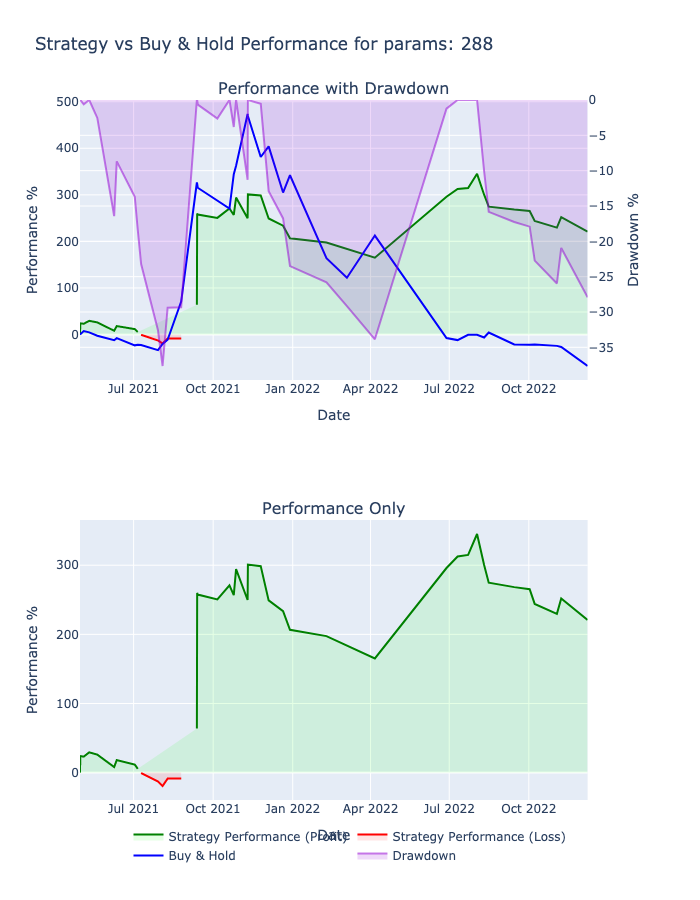 Strategy vs Buy & Hold Performance for params: 288
Performance with Drawdown
500
400
300
200
100
0
Performance %
0
−5
−10
−15
−20
−25
−30
−35
Drawdown %
Jul 2021
Oct 2021
Jan 2022
Apr 2022
Jul 2022
Oct 2022
Date
Performance Only
300
200
100
0
Performance %
Jul 2021
Oct 2021
Jan 2022
Apr 2022
Jul 2022
Oct 2022
Date
Strategy Performance (Profit)
Strategy Performance (Loss)
Buy & Hold
Drawdown